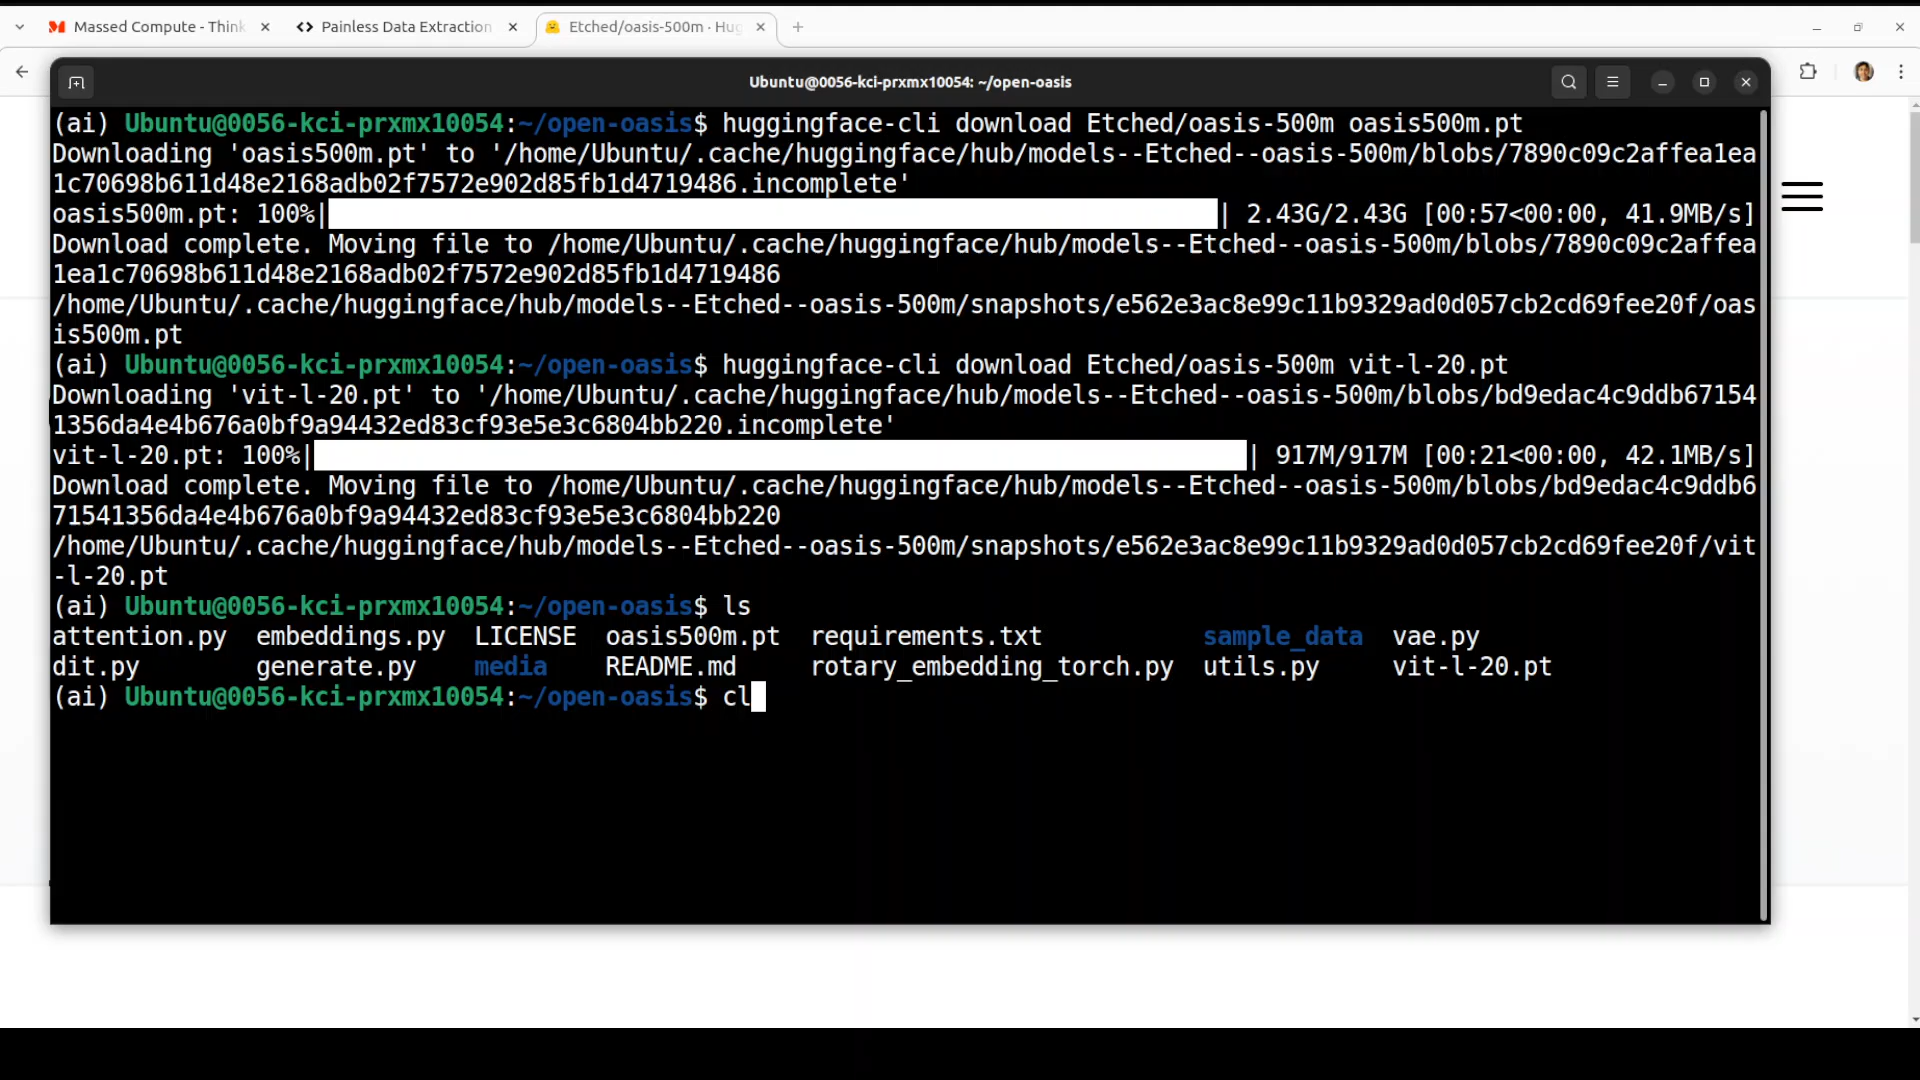 Massed Compute - Think
Painless Data Extraction
Etched/oasis-500m · Hug
Ubuntu@0056-kci-prxmx10054: ~/open-oasis
(ai) Ubuntu@0056-kci-prxmx10054:~/open-oasis$ huggingface-cli download Etched/oasis-500m oasis500m.pt
Downloading 'oasis500m.pt' to '/home/Ubuntu/.cache/huggingface/hub/models--Etched--oasis-500m/blobs/7890c09c2affea1ea
1c70698b611d48e2168adb02f7572e902d85fb1d4719486.incomplete'
oasis500m.pt: 100%| | 2.43G/2.43G [00:57<00:00, 41.9MB/s]
Download complete. Moving file to /home/Ubuntu/.cache/huggingface/hub/models--Etched--oasis-500m/blobs/7890c09c2affea
1ea1c70698b611d48e2168adb02f7572e902d85fb1d4719486
/home/Ubuntu/.cache/huggingface/hub/models--Etched--oasis-500m/snapshots/e562e3ac8e99c11b9329ad0d057cb2cd69fee20f/oas
is500m.pt
(ai) Ubuntu@0056-kci-prxmx10054:~/open-oasis$ huggingface-cli download Etched/oasis-500m vit-l-20.pt
Downloading 'vit-l-20.pt' to '/home/Ubuntu/.cache/huggingface/hub/models--Etched--oasis-500m/blobs/bd9edac4c9ddb67154
1356da4e4b676a0bf9a94432ed83cf93e5e3c6804bb220.incomplete'
vit-l-20.pt: 100%| | 917M/917M [00:21<00:00, 42.1MB/s]
Download complete. Moving file to /home/Ubuntu/.cache/huggingface/hub/models--Etched--oasis-500m/blobs/bd9edac4c9ddb6
71541356da4e4b676a0bf9a94432ed83cf93e5e3c6804bb220
/home/Ubuntu/.cache/huggingface/hub/models--Etched--oasis-500m/snapshots/e562e3ac8e99c11b9329ad0d057cb2cd69fee20f/vit
-l-20.pt
(ai) Ubuntu@0056-kci-prxmx10054:~/open-oasis$ ls
attention.py embeddings.py LICENSE oasis500m.pt requirements.txt sample_data vae.py
dit.py generate.py media README.md rotary_embedding_torch.py utils.py vit-l-20.pt
(ai) Ubuntu@0056-kci-prxmx10054:~/open-oasis$ cl